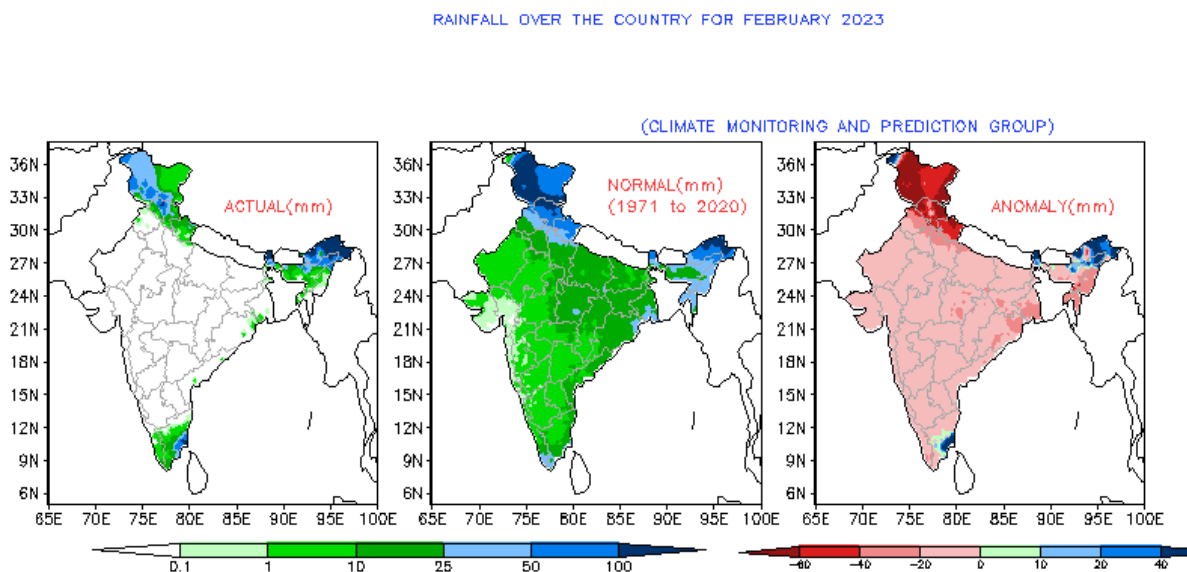 RAINFALL OVER THE COUNTRY FOR FEBRUARY 2023
(CLIMATE MONITORING AND PREDICTION GROUP)
36N
33N
30N
27N
24N
21N
18N
15N
12N
9N
6N
ACTUAL(mm)
65E 70E 75E 80E 85E 90E 95E 100E
36N
33N
30N
27N
24N
21N
18N
15N
12N
9N
6N
NORMAL(mm)
(1971 to 2020)
65E 70E 75E 80E 85E 90E 95E 100E
36N
33N
30N
27N
24N
21N
18N
15N
12N
9N
6N
ANOMALY(mm)
65E 70E 75E 80E 85E 90E 95E 100E
0.1 1 10 25 50 100
-60 -40 -20 0 10 20 40